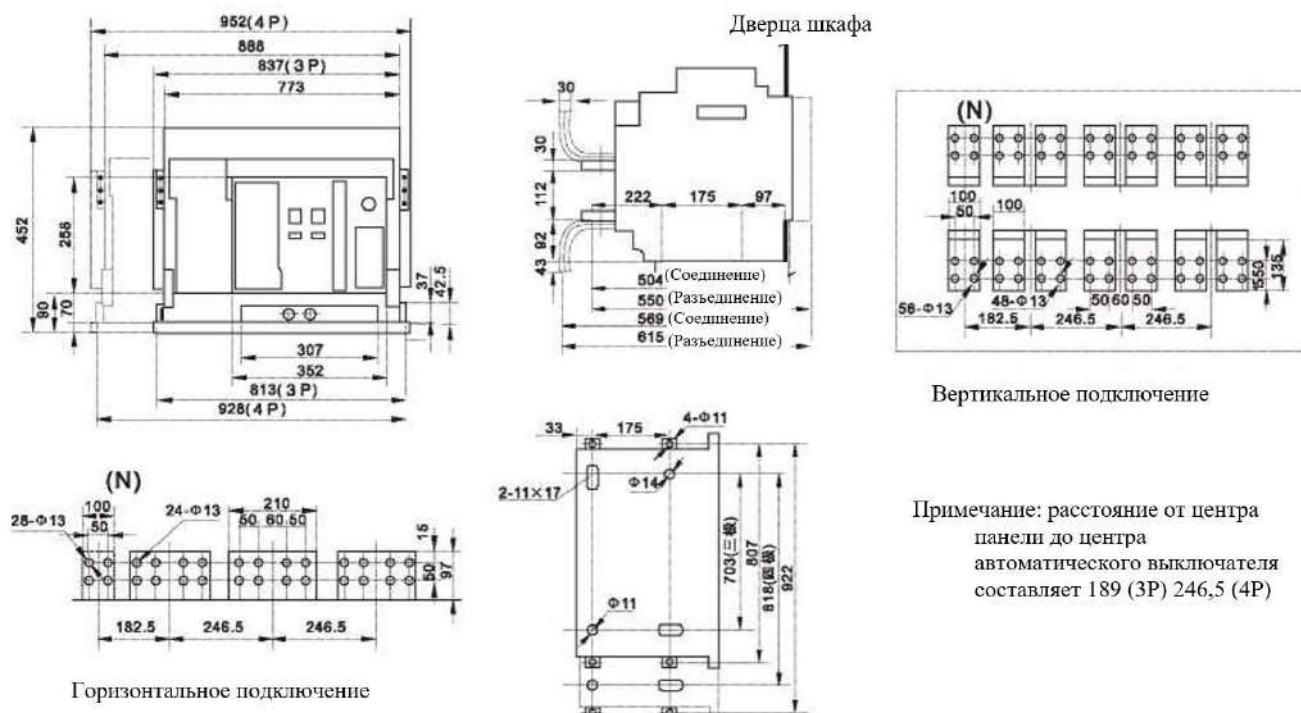 952(4P)
888
837(3P)
773
452
258
90
70
37
42.5
307
352
813(3P)
928(4P)
Дверца шкафа
30
30
112
92
43
222
175
97
504 (Соединение)
550 (Разъединение)
569 (Соединение)
615 (Разъединение)
(N)
100
50
100
550
135
56-Φ13
48-Φ13
50 60 50
182.5
246.5
246.5
Вертикальное подключение
(N)
100
28-Φ13
50
24-Φ13
210
50 60 50
15
50
97
182.5
246.5
246.5
Горизонтальное подключение
33
175
4-Φ11
2-11×17
Φ14
Φ11
703(三极)
807
818(四极)
922
Примечание: расстояние от центра
панели до центра
автоматического выключателя
составляет 189 (3P) 246,5 (4P)